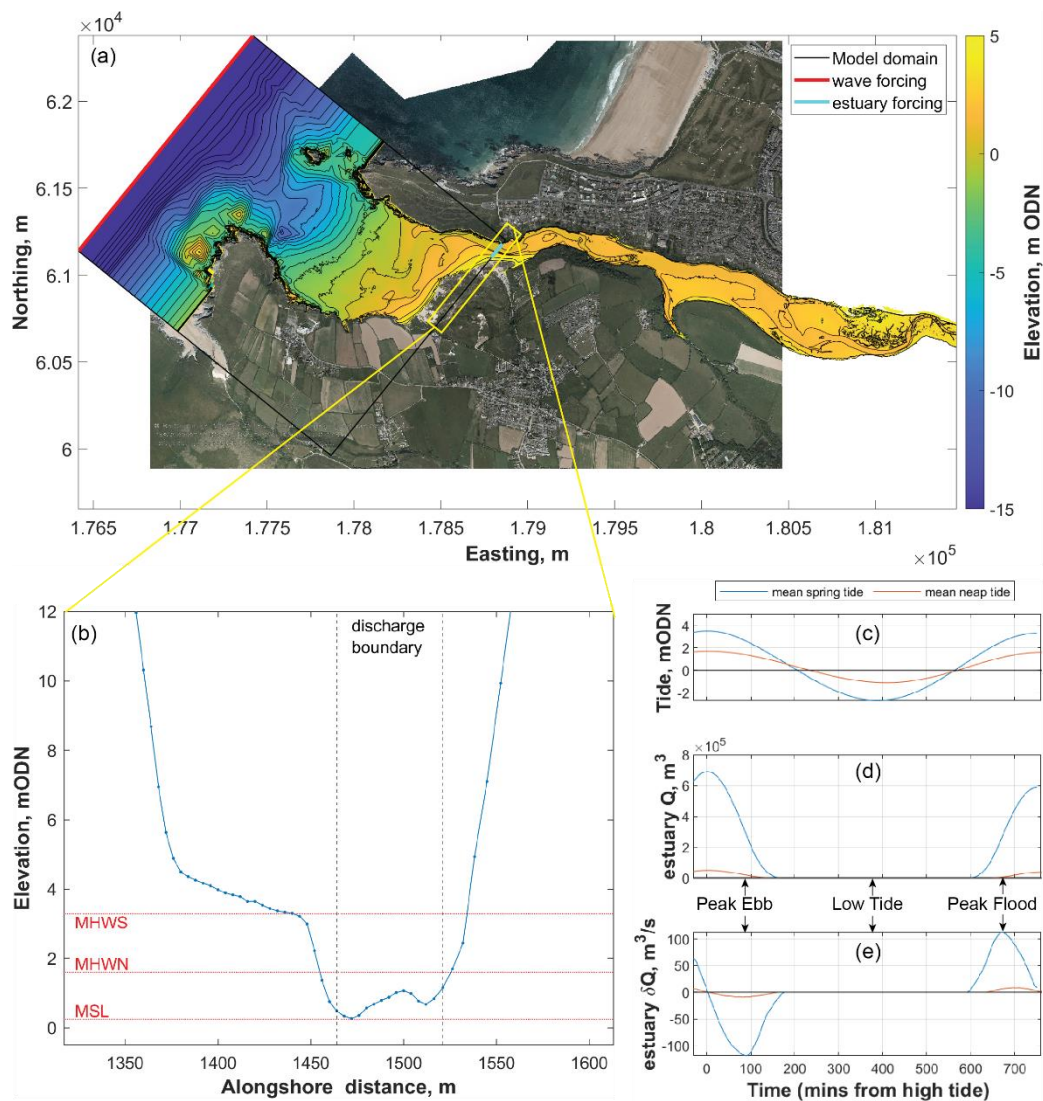 ×10⁴
(a)
Model domain
wave forcing
estuary forcing
6.2
6.15
6.1
6.05
6
Northing, m
1.765
1.77
1.775
1.78
1.785
1.79
1.795
1.8
1.805
1.81
Easting, m
×10⁵
5
0
-5
-10
-15
Elevation, m ODN
(b)
discharge
boundary
12
10
8
6
4
2
0
Elevation, mODN
MHWS
MHWN
MSL
1350
1400
1450
1500
1550
1600
Alongshore distance, m
mean spring tide
mean neap tide
(c)
4
2
0
-2
Tide, mODN
×10⁵
(d)
8
6
4
2
0
estuary Q, m³
Peak Ebb
Low Tide
Peak Flood
(e)
100
50
0
-50
-100
estuary δQ, m³/s
0
100
200
300
400
500
600
700
Time (mins from high tide)